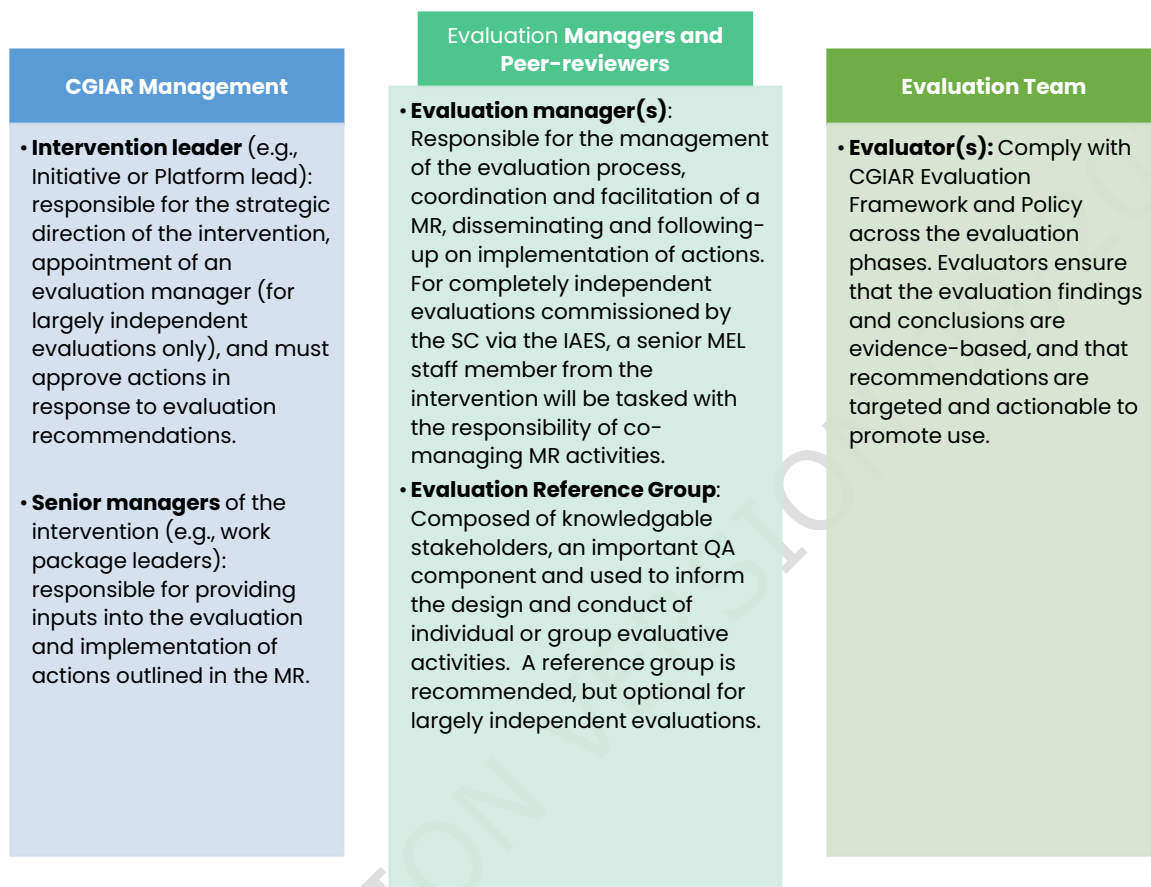 CGIAR Management
• Intervention leader (e.g.,
Initiative or Platform lead):
responsible for the strategic
direction of the intervention,
appointment of an
evaluation manager (for
largely independent
evaluations only), and must
approve actions in
response to evaluation
recommendations.
• Senior managers of the
intervention (e.g., work
package leaders):
responsible for providing
inputs into the evaluation
and implementation of
actions outlined in the MR.
Evaluation Managers and
Peer-reviewers
• Evaluation manager(s):
Responsible for the management
of the evaluation process,
coordination and facilitation of a
MR, disseminating and following-
up on implementation of actions.
For completely independent
evaluations commissioned by
the SC via the IAES, a senior MEL
staff member from the
intervention will be tasked with
the responsibility of co-
managing MR activities.
• Evaluation Reference Group:
Composed of knowledgable
stakeholders, an important QA
component and used to inform
the design and conduct of
individual or group evaluative
activities.  A reference group is
recommended, but optional for
largely independent evaluations.
Evaluation Team
• Evaluator(s): Comply with
CGIAR Evaluation
Framework and Policy
across the evaluation
phases. Evaluators ensure
that the evaluation findings
and conclusions are
evidence-based, and that
recommendations are
targeted and actionable to
promote use.
ION VERSION